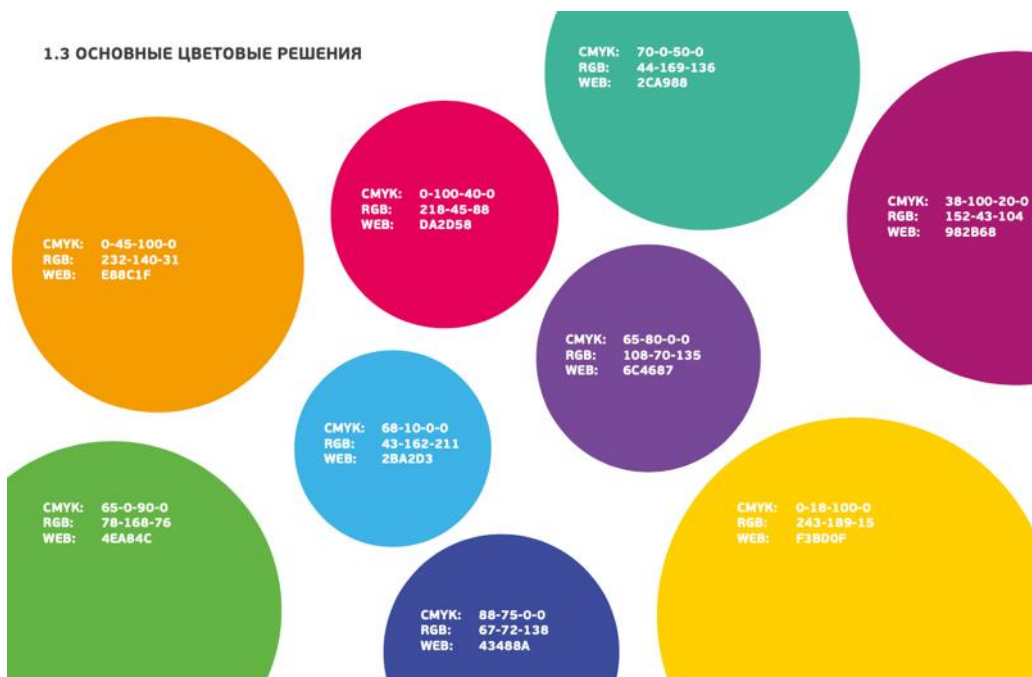 1.3 ОСНОВНЫЕ ЦВЕТОВЫЕ РЕШЕНИЯ
CMYK: 70-0-50-0
RGB: 44-169-136
WEB: 2CA988
CMYK: 0-100-40-0
RGB: 218-45-88
WEB: DA2D58
CMYK: 38-100-20-0
RGB: 152-43-104
WEB: 982B68
CMYK: 0-45-100-0
RGB: 232-140-31
WEB: E88C1F
CMYK: 65-80-0-0
RGB: 108-70-135
WEB: 6C4687
CMYK: 68-10-0-0
RGB: 43-162-211
WEB: 2BA2D3
CMYK: 65-0-90-0
RGB: 78-168-76
WEB: 4EA84C
CMYK: 0-18-100-0
RGB: 243-189-15
WEB: F3BD0F
CMYK: 88-75-0-0
RGB: 67-72-138
WEB: 43488A